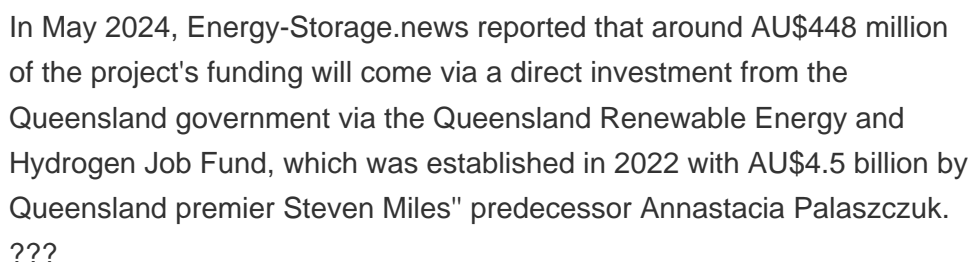 In May 2024, Energy-Storage.news reported that around AU$448 million
of the project's funding will come via a direct investment from the
Queensland government via the Queensland Renewable Energy and
Hydrogen Job Fund, which was established in 2022 with AU$4.5 billion by
Queensland premier Steven Miles'' predecessor Annastacia Palaszczuk.
???